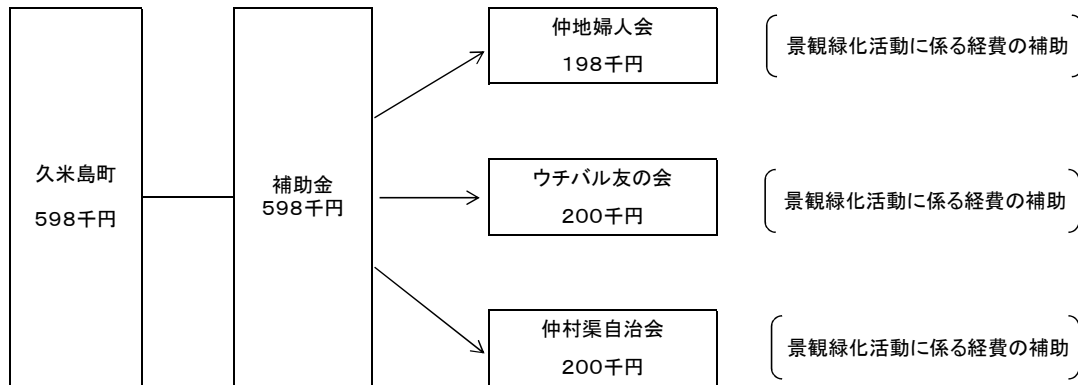 久米島町
598千円
補助金
598千円
仲地婦人会
198千円
景観緑化活動に係る経費の補助
ウチバル友の会
200千円
景観緑化活動に係る経費の補助
仲村渠自治会
200千円
景観緑化活動に係る経費の補助